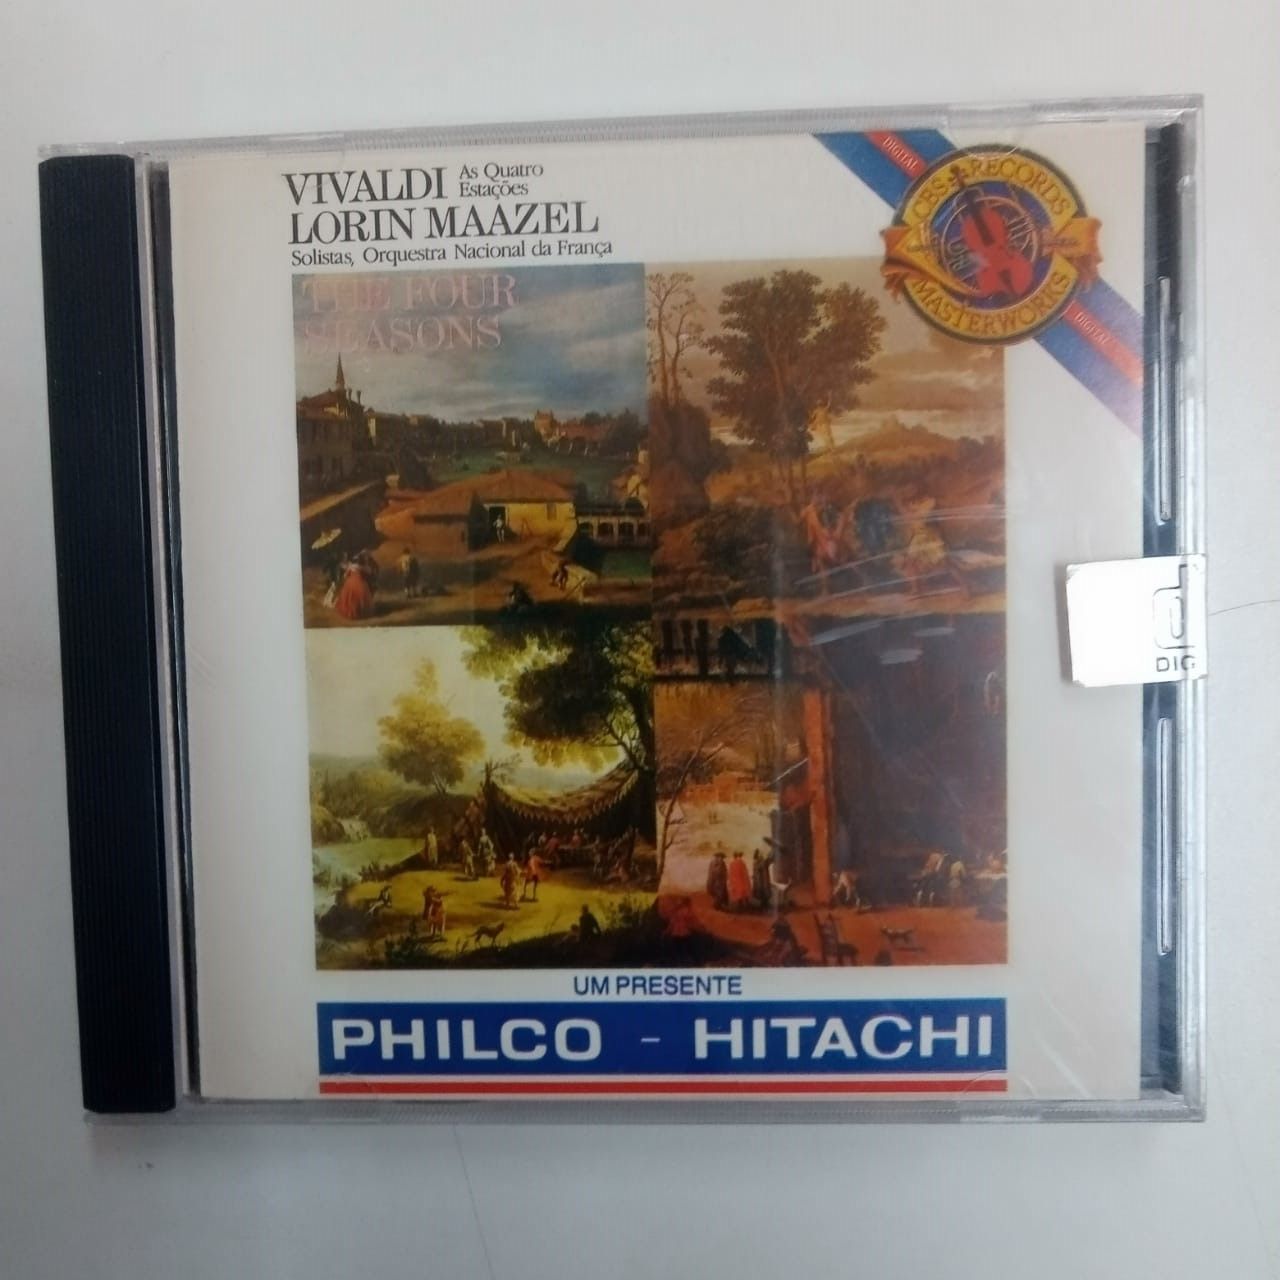 VIVALDI As Quatro
Estações
LORIN MAAZEL
Solistas, Orquestra Nacional da França
DIGITAL
CBS RECORDS
MASTERWORKS
DIGITAL
THE FOUR
SEASONS
DIG
UM PRESENTE
PHILCO - HITACHI